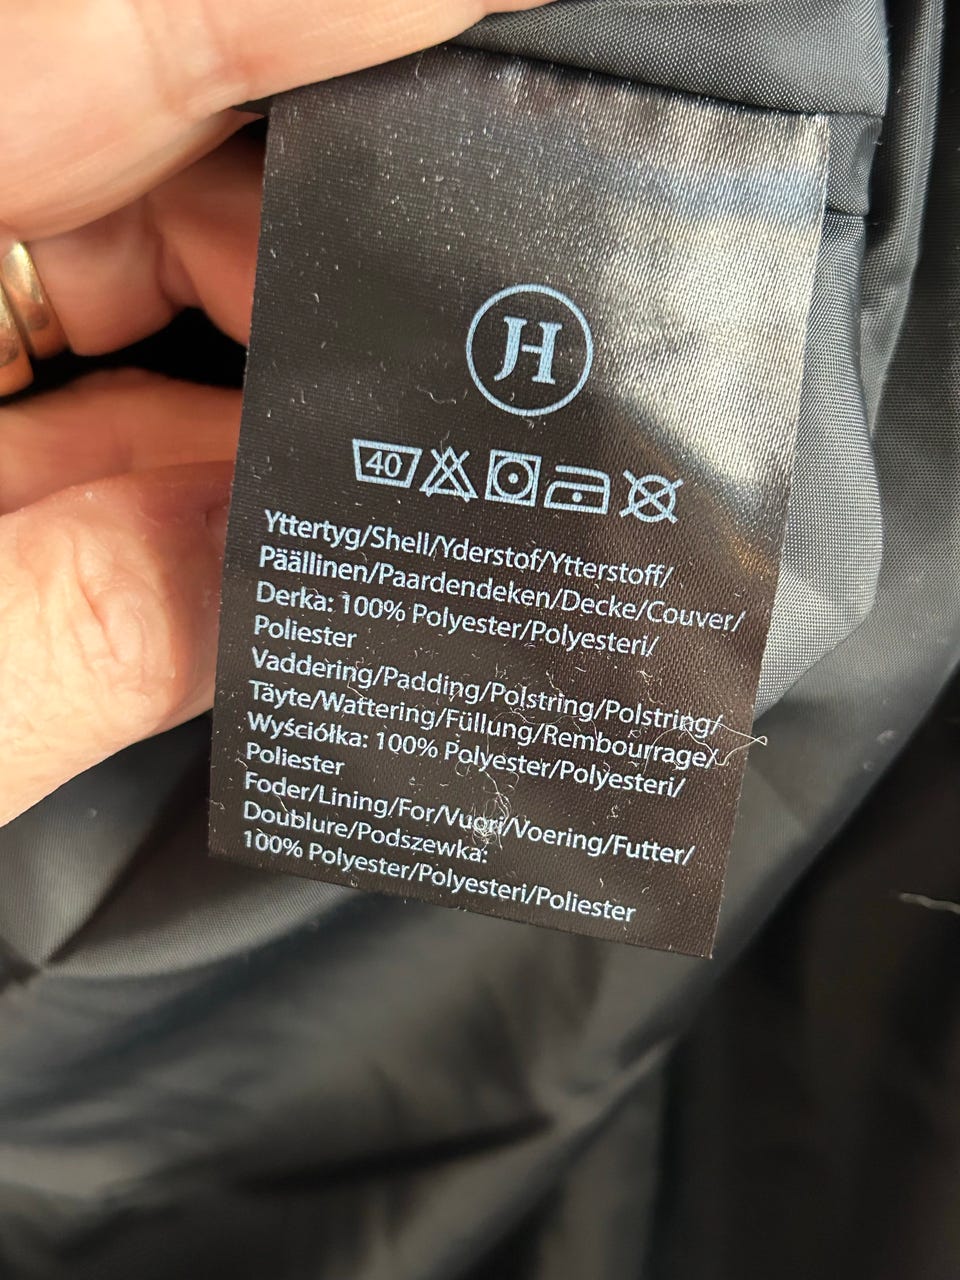 JH
40
Yttertyg/Shell/Yderstof/Ytterstoff/
Päällinen/Paardendeken/Decke/Couver/
Derka: 100% Polyester/Polyesteri/
Poliester
Vaddering/Padding/Polstring/Polstring/
Täyte/Wattering/Füllung/Rembourrage/
Wyściółka: 100% Polyester/Polyesteri/
Poliester
Foder/Lining/For/Vuori/Voering/Futter/
Doublure/Podszewka:
100% Polyester/Polyesteri/Poliester